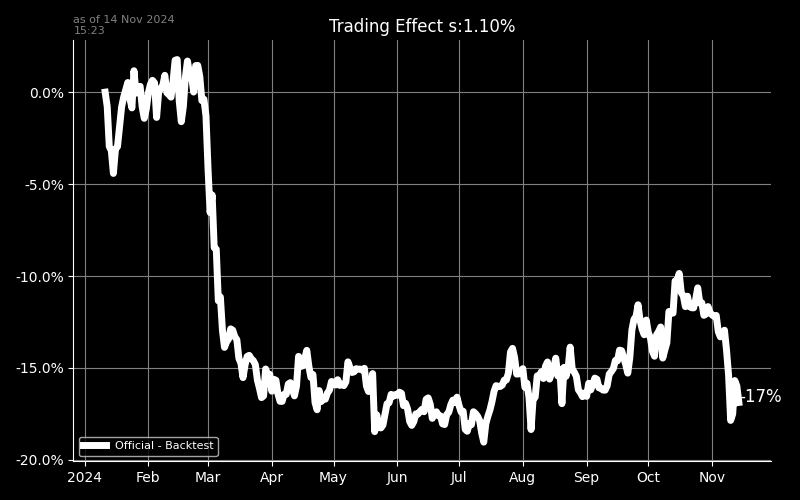 as of 14 Nov 2024
15:23
Trading Effect s:1.10%
0.0%
-5.0%
-10.0%
-15.0%
-20.0%
-17%
Official - Backtest
2024 Feb Mar Apr May Jun Jul Aug Sep Oct Nov